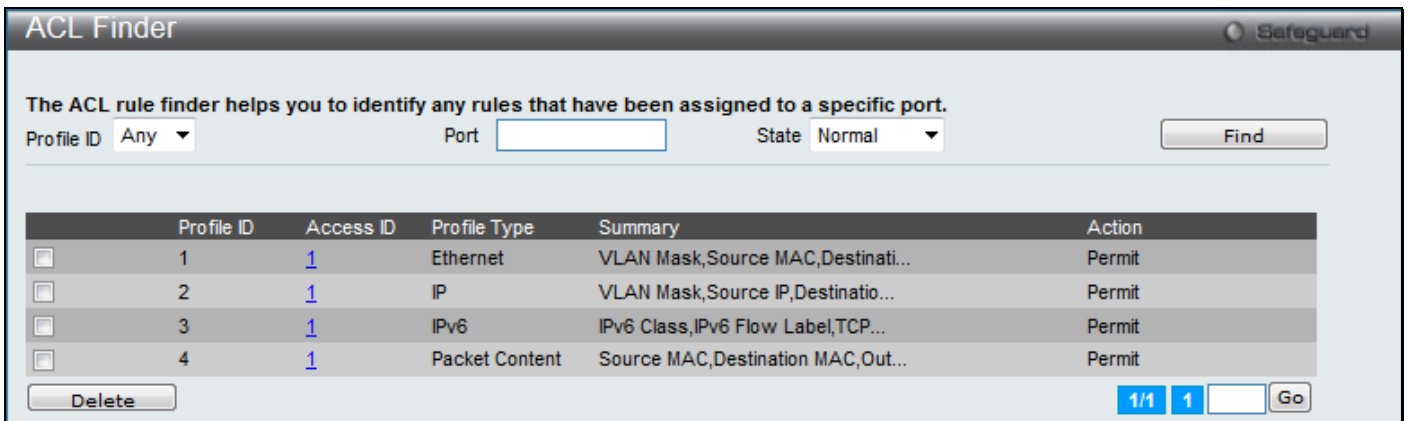 ACL Finder Safeguard
The ACL rule finder helps you to identify any rules that have been assigned to a specific port.
Profile ID Any Port State Normal Find
Profile ID Access ID Profile Type Summary Action
1 1 Ethernet VLAN Mask,Source MAC,Destinati... Permit
2 1 IP VLAN Mask,Source IP,Destinatio... Permit
3 1 IPv6 IPv6 Class,IPv6 Flow Label,TCP... Permit
4 1 Packet Content Source MAC,Destination MAC,Out... Permit
Delete 1/1 1 Go